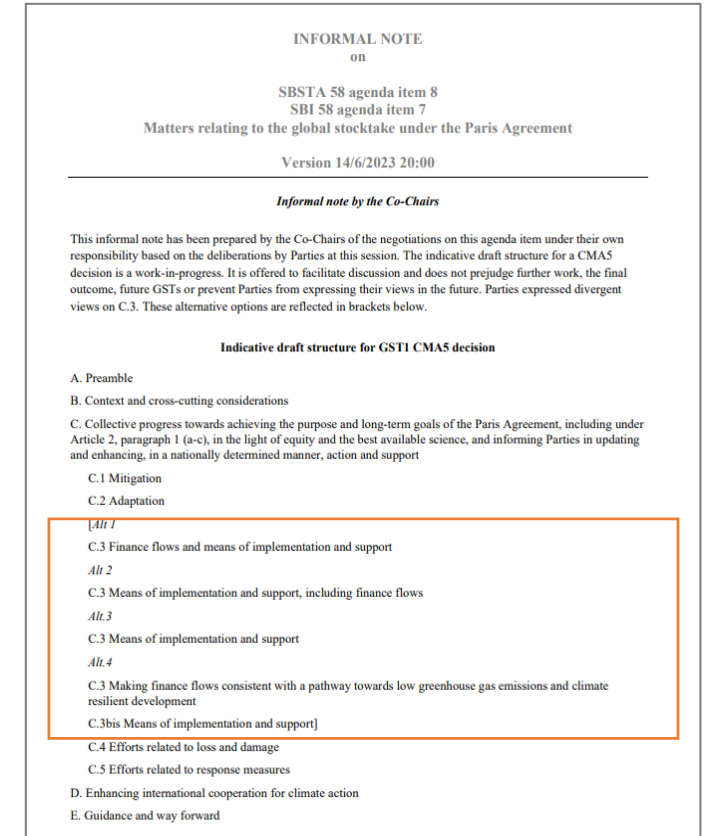 INFORMAL NOTE
on
SBSTA 58 agenda item 8
SBI 58 agenda item 7
Matters relating to the global stocktake under the Paris Agreement
Version 14/6/2023 20:00
Informal note by the Co-Chairs
This informal note has been prepared by the Co-Chairs of the negotiations on this agenda item under their own
responsibility based on the deliberations by Parties at this session. The indicative draft structure for a CMA5
decision is a work-in-progress. It is offered to facilitate discussion and does not prejudge further work, the final
outcome, future GSTs or prevent Parties from expressing their views in the future. Parties expressed divergent
views on C.3. These alternative options are reflected in brackets below.
Indicative draft structure for GST1 CMA5 decision
A. Preamble
B. Context and cross-cutting considerations
C. Collective progress towards achieving the purpose and long-term goals of the Paris Agreement, including under
Article 2, paragraph 1 (a-c), in the light of equity and the best available science, and informing Parties in updating
and enhancing, in a nationally determined manner, action and support
C.1 Mitigation
C.2 Adaptation
[Alt 1
C.3 Finance flows and means of implementation and support
Alt 2
C.3 Means of implementation and support, including finance flows
Alt.3
C.3 Means of implementation and support
Alt.4
C.3 Making finance flows consistent with a pathway towards low greenhouse gas emissions and climate
resilient development
C.3bis Means of implementation and support]
C.4 Efforts related to loss and damage
C.5 Efforts related to response measures
D. Enhancing international cooperation for climate action
E. Guidance and way forward